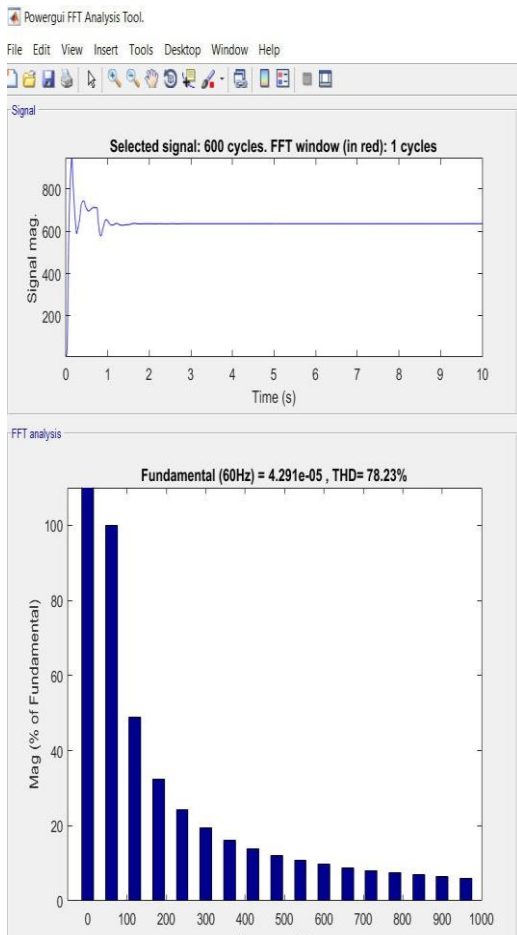 Powergui FFT Analysis Tool.
File Edit View Insert Tools Desktop Window Help
Signal
Selected signal: 600 cycles. FFT window (in red): 1 cycles
800
600
400
200
Signal mag.
0 1 2 3 4 5 6 7 8 9 10
Time (s)
FFT analysis
Fundamental (60Hz) = 4.291e-05 , THD= 78.23%
100
80
60
40
20
0
Mag (% of Fundamental)
0 100 200 300 400 500 600 700 800 900 1000